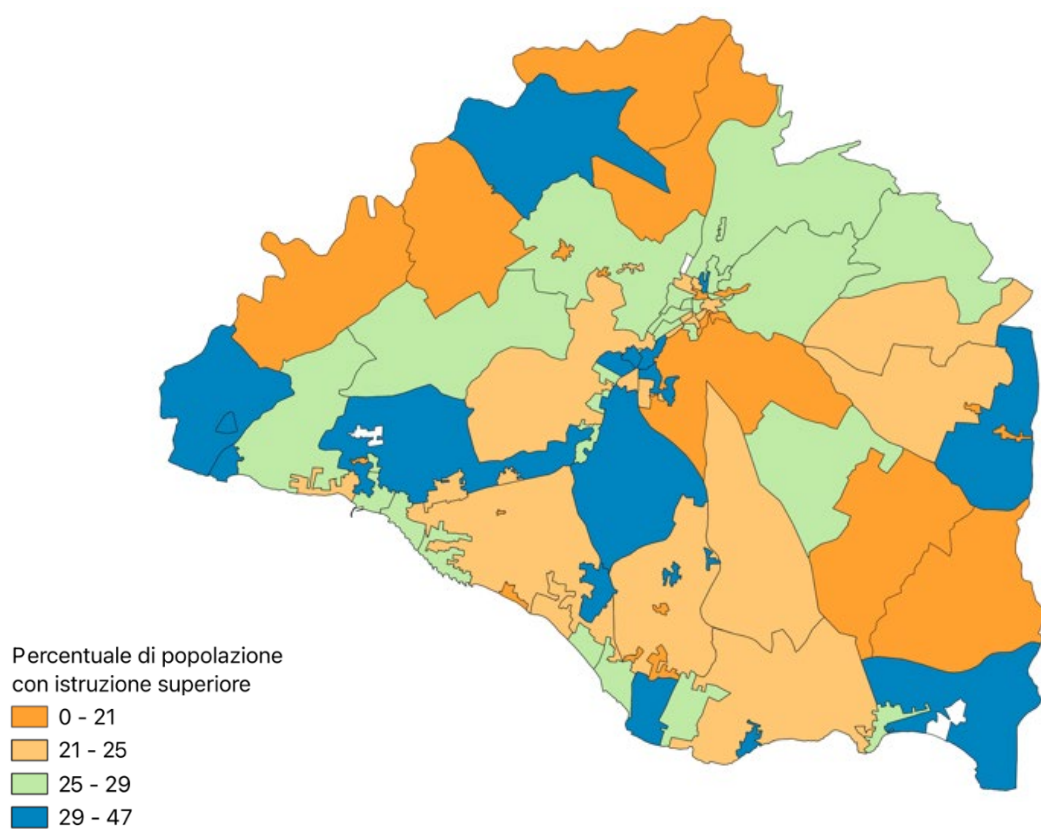 Percentuale di popolazione
con istruzione superiore
0 - 21
21 - 25
25 - 29
29 - 47